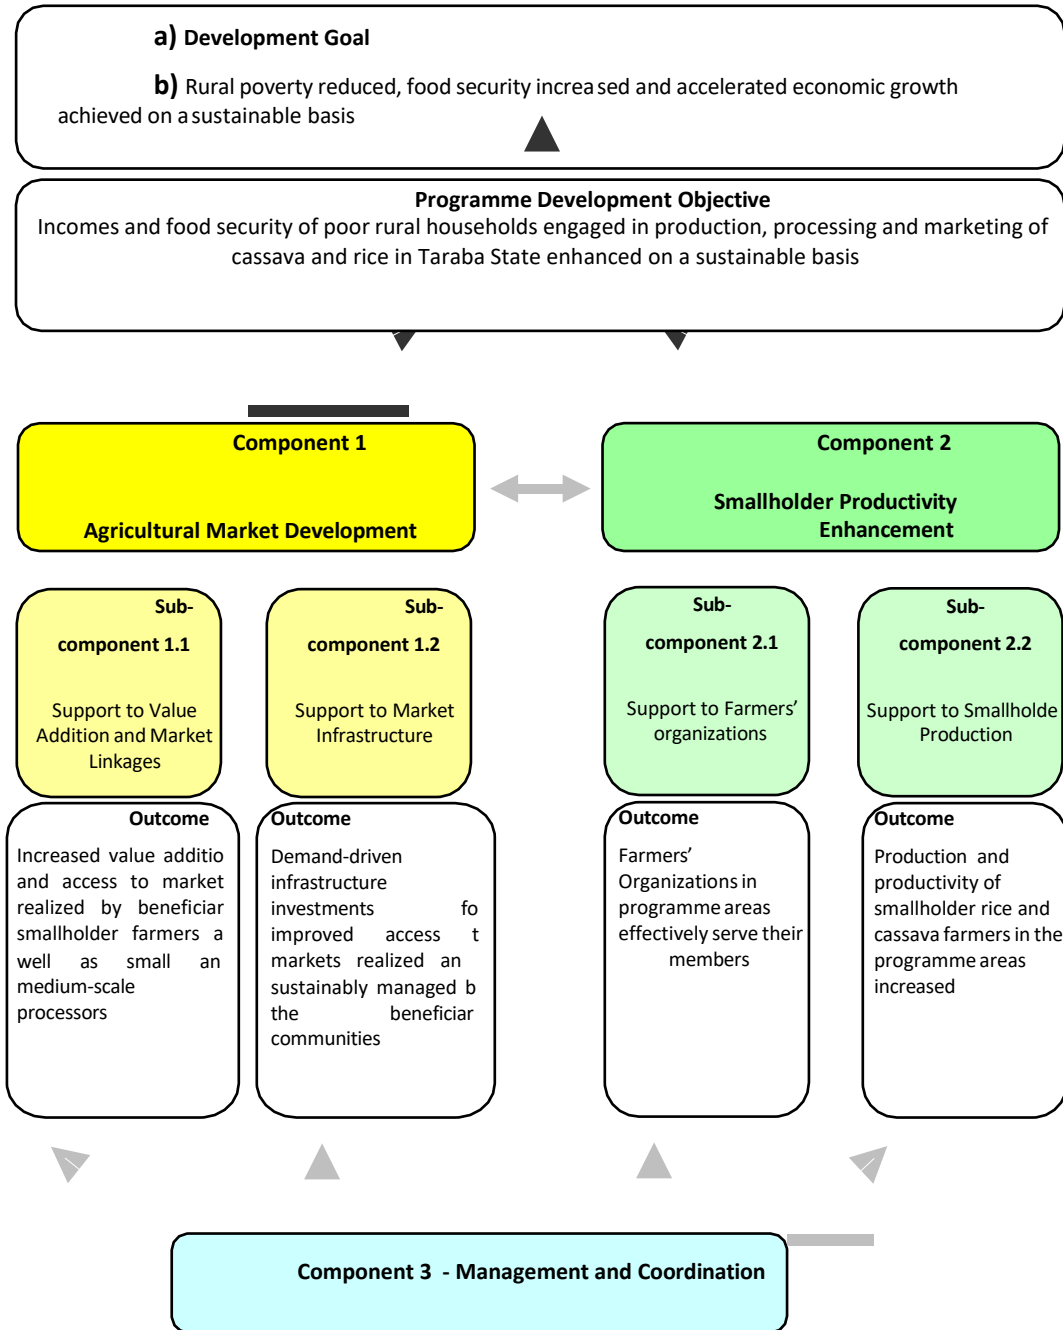 a) Development Goal
b) Rural poverty reduced, food security increa sed and accelerated economic growth
achieved on a sustainable basis
Programme Development Objective
Incomes and food security of poor rural households engaged in production, processing and marketing of
cassava and rice in Taraba State enhanced on a sustainable basis
Component 1
Agricultural Market Development
Component 2
Smallholder Productivity
Enhancement
Sub-
component 1.1
Support to Value
Addition and Market
Linkages
Sub-
component 1.2
Support to Market
Infrastructure
Sub-
component 2.1
Support to Farmers’
organizations
Sub-
component 2.2
Support to Smallholde
Production
Outcome
Increased value additio
and access to market
realized by beneficiar
smallholder farmers a
well as small an
medium-scale
processors
Outcome
Demand-driven
infrastructure
investments fo
improved access t
markets realized an
sustainably managed b
the beneficiar
communities
Outcome
Farmers’
Organizations in
programme areas
effectively serve their
members
Outcome
Production and
productivity of
smallholder rice and
cassava farmers in the
programme areas
increased
Component 3 - Management and Coordination